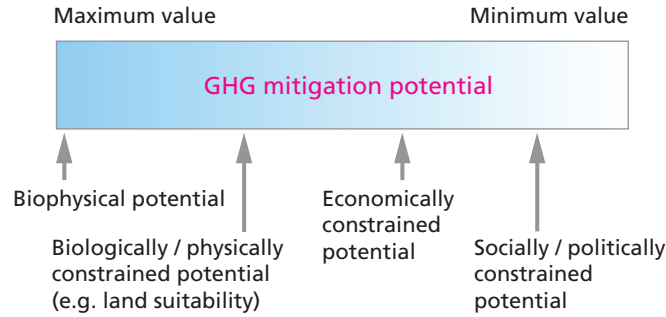 Maximum value
Minimum value
GHG mitigation potential
Biophysical potential
Biologically / physically
constrained potential
(e.g. land suitability)
Economically
constrained
potential
Socially / politically
constrained
potential